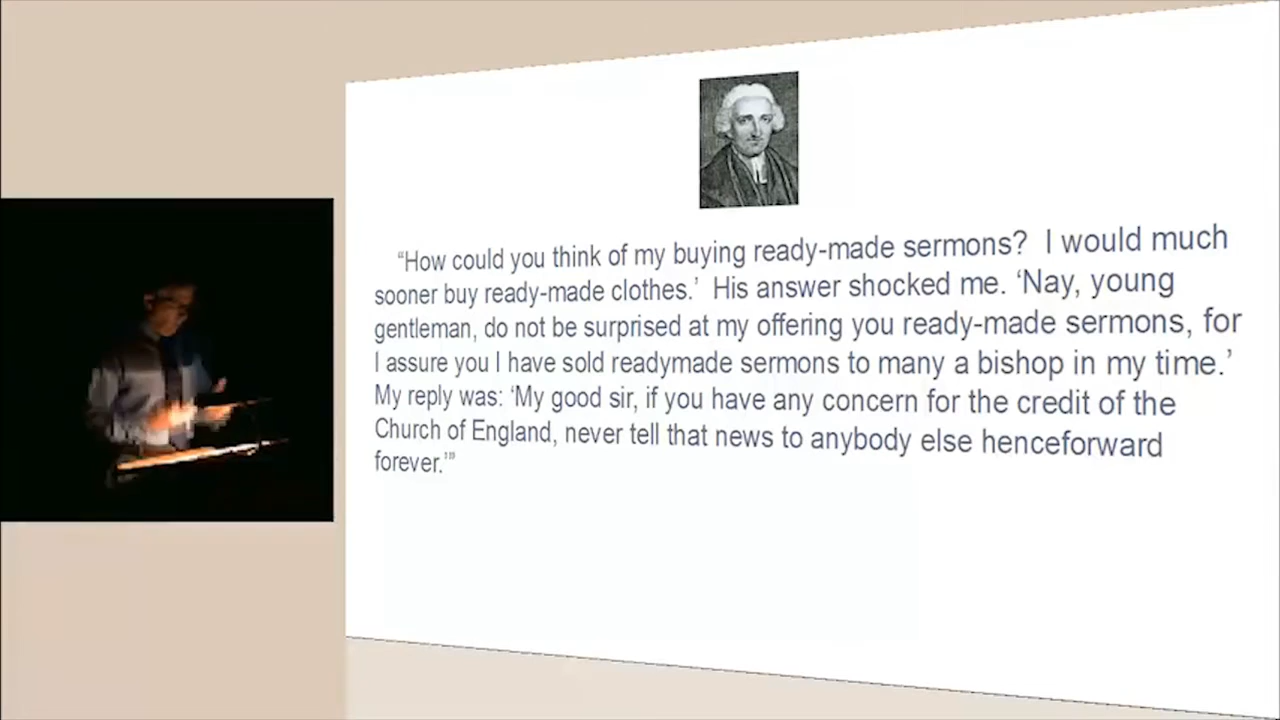 “How could you think of my buying ready-made sermons?  I would much
sooner buy ready-made clothes.’  His answer shocked me. ‘Nay, young
gentleman, do not be surprised at my offering you ready-made sermons, for
I assure you I have sold readymade sermons to many a bishop in my time.’
My reply was: ‘My good sir, if you have any concern for the credit of the
Church of England, never tell that news to anybody else henceforward
forever.’”